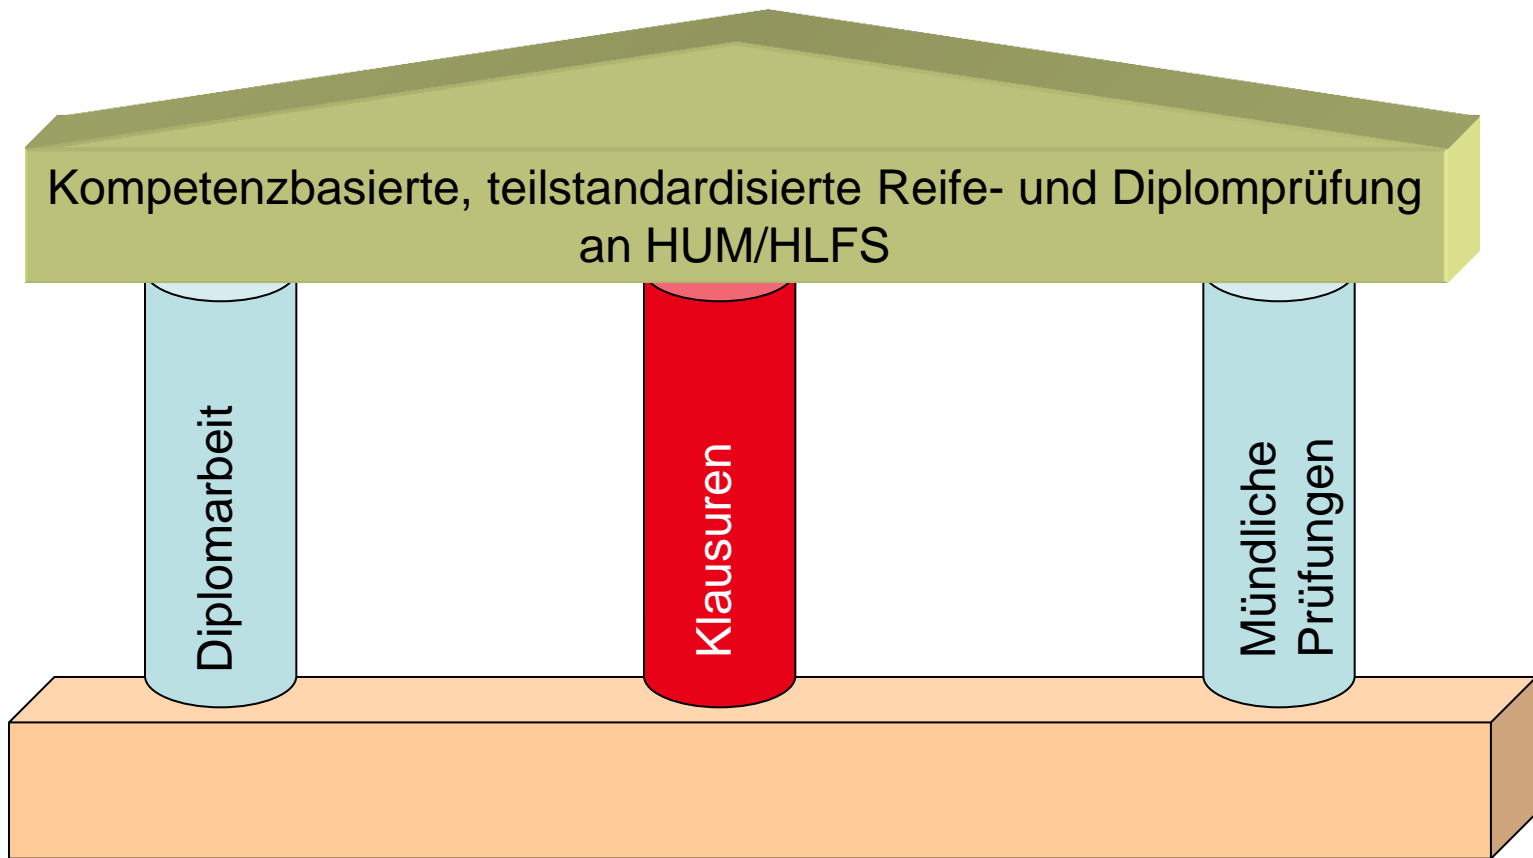 Kompetenzbasierte, teilstandardisierte Reife- und Diplomprüfung
an HUM/HLFS
Diplomarbeit
Klausuren
Mündliche
Prüfungen